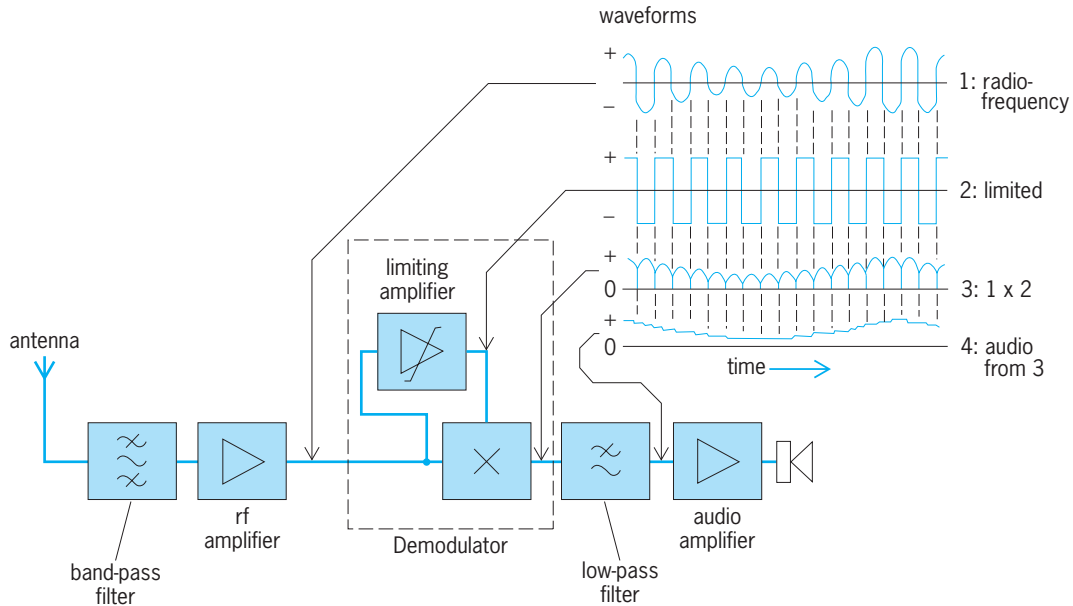 waveforms
+
−
1: radio-
frequency
+
−
2: limited
+
0
3: 1 x 2
+
0
4: audio
from 3
time
limiting
amplifier
antenna
rf
amplifier
Demodulator
audio
amplifier
band-pass
filter
low-pass
filter